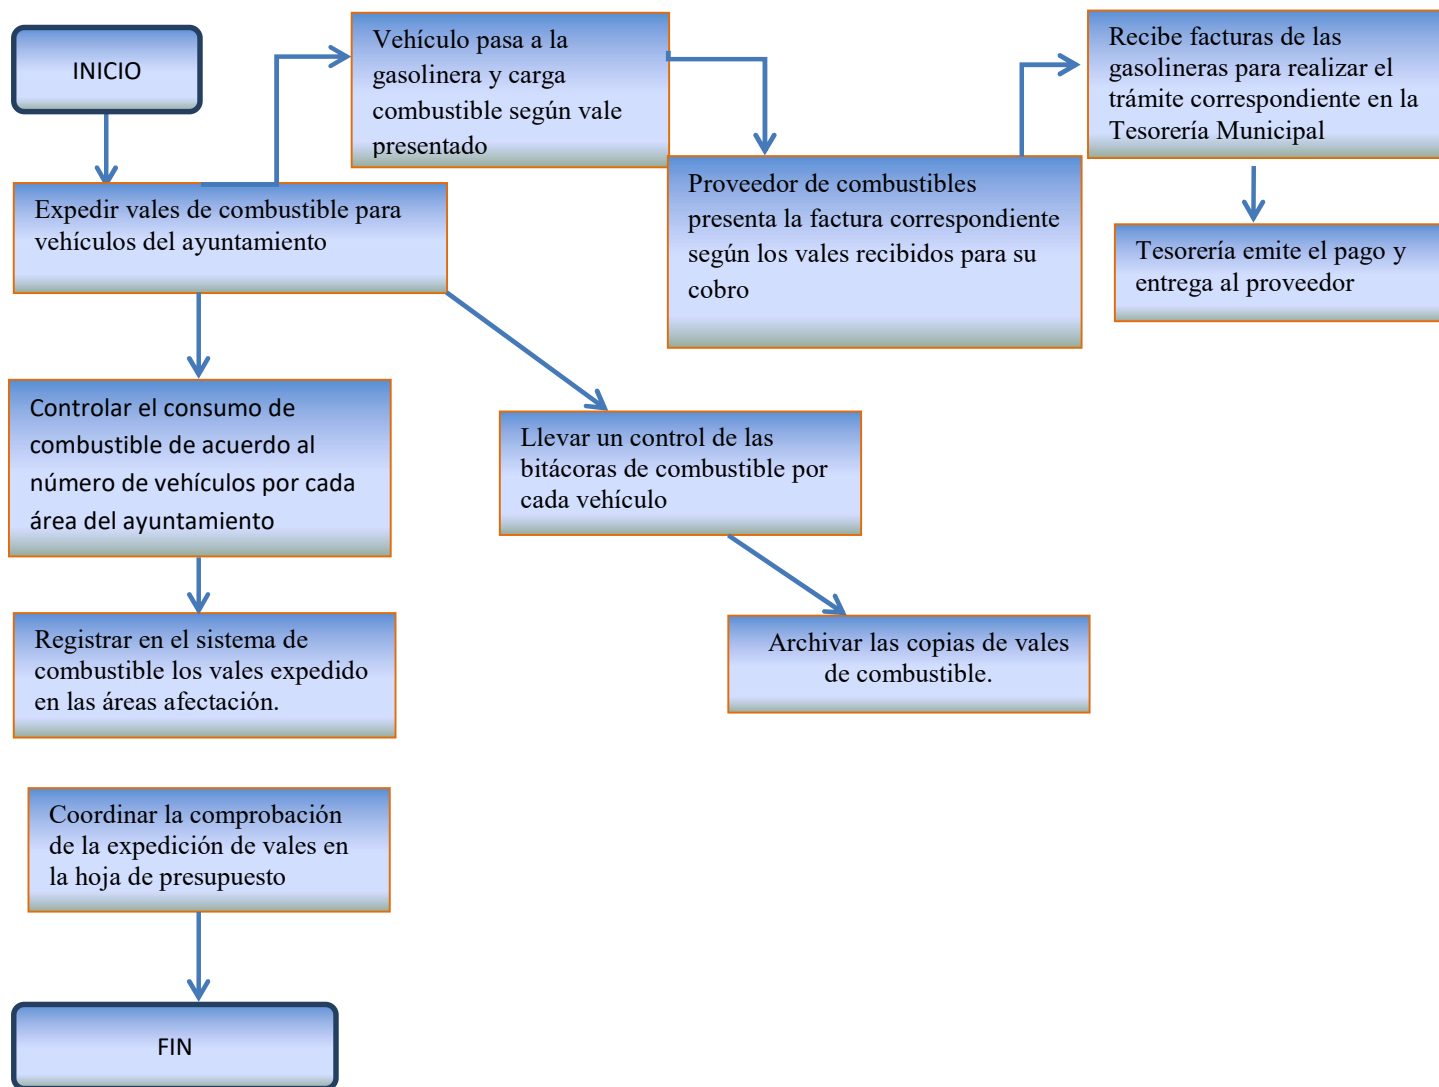 INICIO
Vehículo pasa a la
gasolinera y carga
combustible según vale
presentado
Recibe facturas de las
gasolineras para realizar el
trámite correspondiente en la
Tesorería Municipal
Expedir vales de combustible para
vehículos del ayuntamiento
Proveedor de combustibles
presenta la factura correspondiente
según los vales recibidos para su
cobro
Tesorería emite el pago y
entrega al proveedor
Controlar el consumo de
combustible de acuerdo al
número de vehículos por cada
área del ayuntamiento
Llevar un control de las
bitácoras de combustible por
cada vehículo
Registrar en el sistema de
combustible los vales expedido
en las áreas afectación.
Archivar las copias de vales
de combustible.
Coordinar la comprobación
de la expedición de vales en
la hoja de presupuesto
FIN